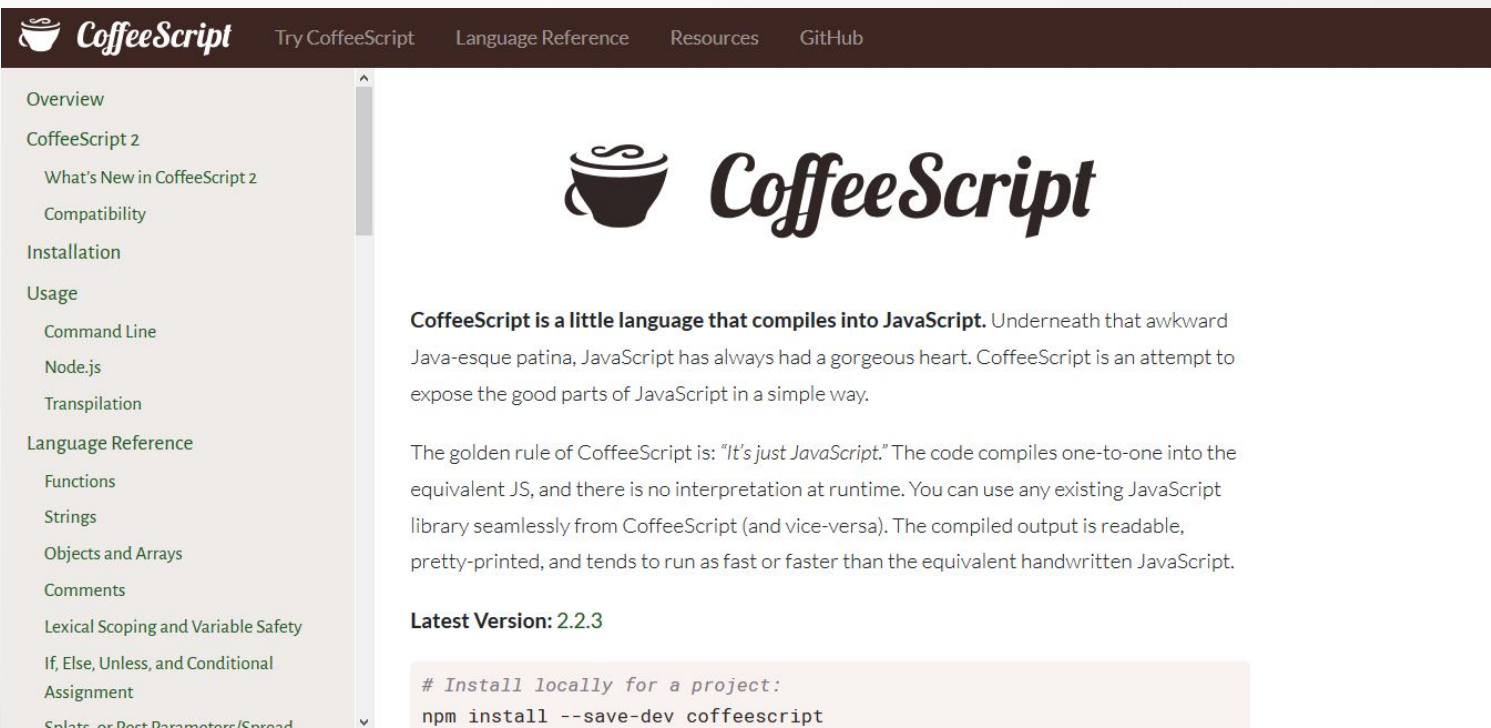 CoffeeScript Try CoffeeScript Language Reference Resources GitHub
Overview
CoffeeScript 2
What's New in CoffeeScript 2
Compatibility
Installation
Usage
Command Line
Node.js
Transpilation
Language Reference
Functions
Strings
Objects and Arrays
Comments
Lexical Scoping and Variable Safety
If, Else, Unless, and Conditional
Assignment
Splats, or Rest Parameters/Spread
CoffeeScript
CoffeeScript is a little language that compiles into JavaScript. Underneath that awkward
Java-esque patina, JavaScript has always had a gorgeous heart. CoffeeScript is an attempt to
expose the good parts of JavaScript in a simple way.
The golden rule of CoffeeScript is: “It’s just JavaScript.” The code compiles one-to-one into the
equivalent JS, and there is no interpretation at runtime. You can use any existing JavaScript
library seamlessly from CoffeeScript (and vice-versa). The compiled output is readable,
pretty-printed, and tends to run as fast or faster than the equivalent handwritten JavaScript.
Latest Version: 2.2.3
# Install locally for a project:
npm install --save-dev coffeescript